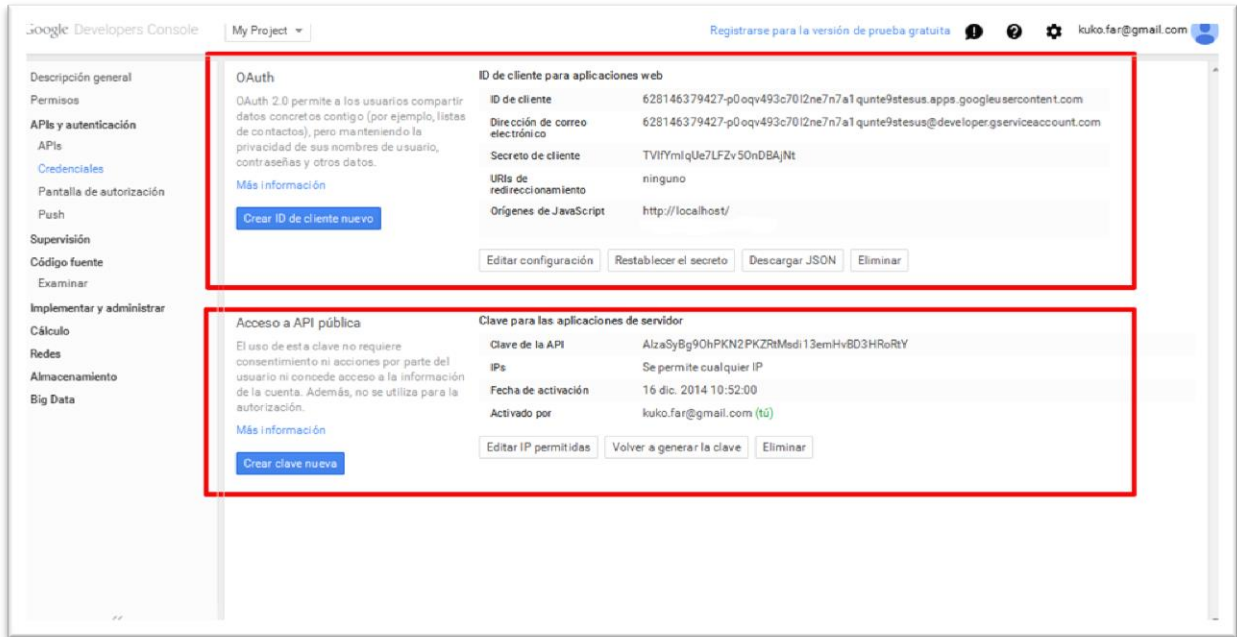 Google Developers Console
My Project
Registrarse para la versión de prueba gratuita
kuko.far@gmail.com
Descripción general
Permisos
APIs y autenticación
APIs
Credenciales
Pantalla de autorización
Push
Supervisión
Código fuente
Examinar
Implementar y administrar
Cálculo
Redes
Almacenamiento
Big Data
OAuth
OAuth 2.0 permite a los usuarios compartir
datos concretos contigo (por ejemplo, listas
de contactos), pero manteniendo la
privacidad de sus nombres de usuario,
contraseñas y otros datos.
Más información
Crear ID de cliente nuevo
ID de cliente para aplicaciones web
ID de cliente 628146379427-p0oqv493c70l2ne7n7a1qunte9stesus.apps.googleusercontent.com
Dirección de correo
electrónico 628146379427-p0oqv493c70l2ne7n7a1qunte9stesus@developer.gserviceaccount.com
Secreto de cliente
URIs de
redireccionamiento ninguno
Orígenes de JavaScript http://localhost/
Editar configuración Restablecer el secreto Descargar JSON Eliminar
Acceso a API pública
El uso de esta clave no requiere
consentimiento ni acciones por parte del
usuario ni concede acceso a la información
de la cuenta. Además, no se utiliza para la
autorización.
Más información
Crear clave nueva
Clave para las aplicaciones de servidor
Clave de la API
IPs Se permite cualquier IP
Fecha de activación 16 dic. 2014 10:52:00
Activado por kuko.far@gmail.com (tú)
Editar IP permitidas Volver a generar la clave Eliminar